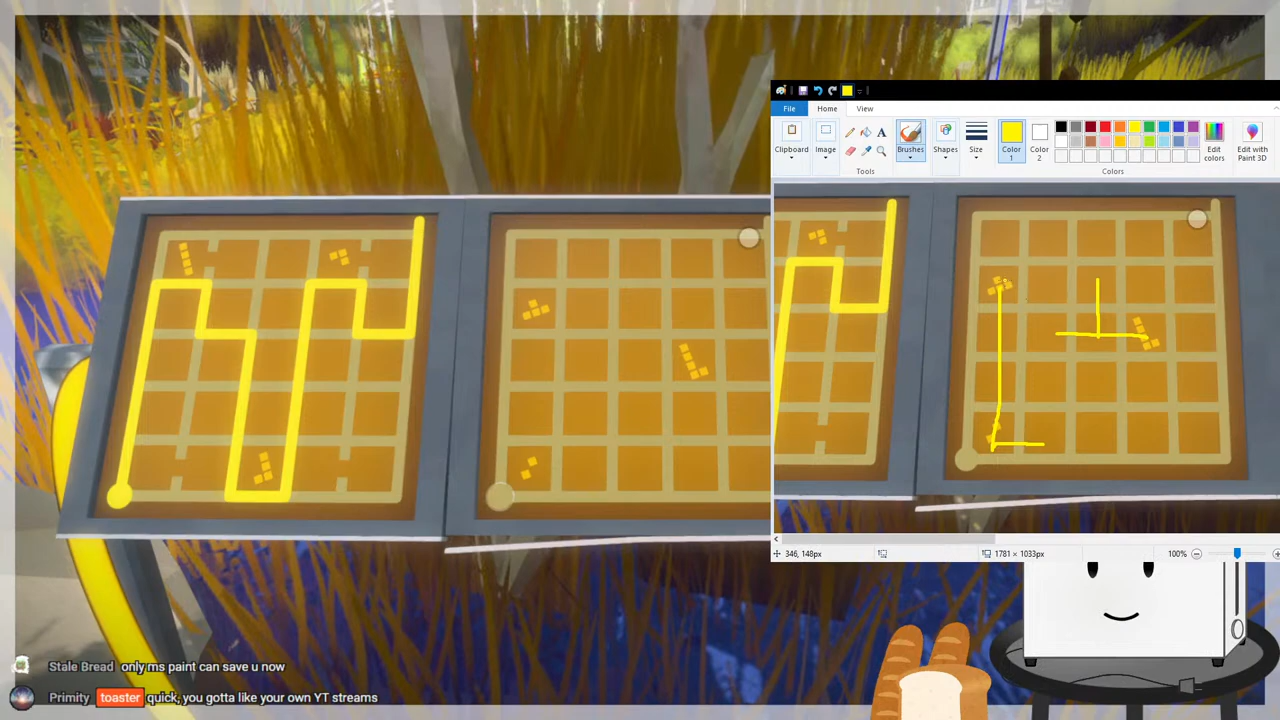 File Home View
Clipboard Image Tools Brushes Shapes Size Color 1 Color 2 Edit colors Edit with Paint 3D
Colors
346, 148px 1781 × 1033px 100%
Stale Bread only ms paint can save u now
Primity toaster quick, you gotta like your own YT streams